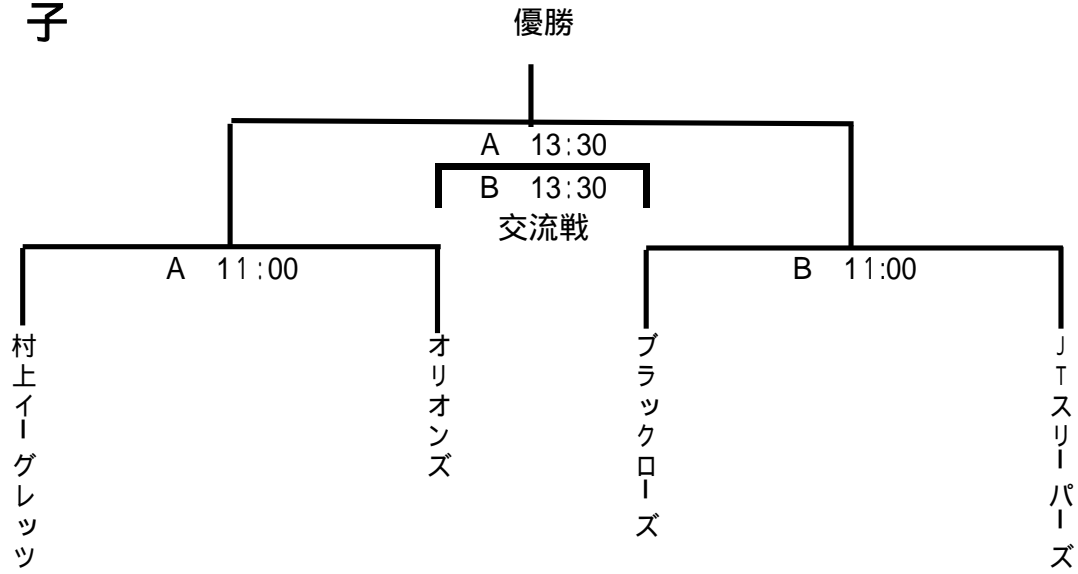 子
優勝
A 13:30
B 13:30
交流戦
A 11:00
B 11:00
村上イーグレッツ
オリオンズ
ブラックローズ
JTスリーパーズ